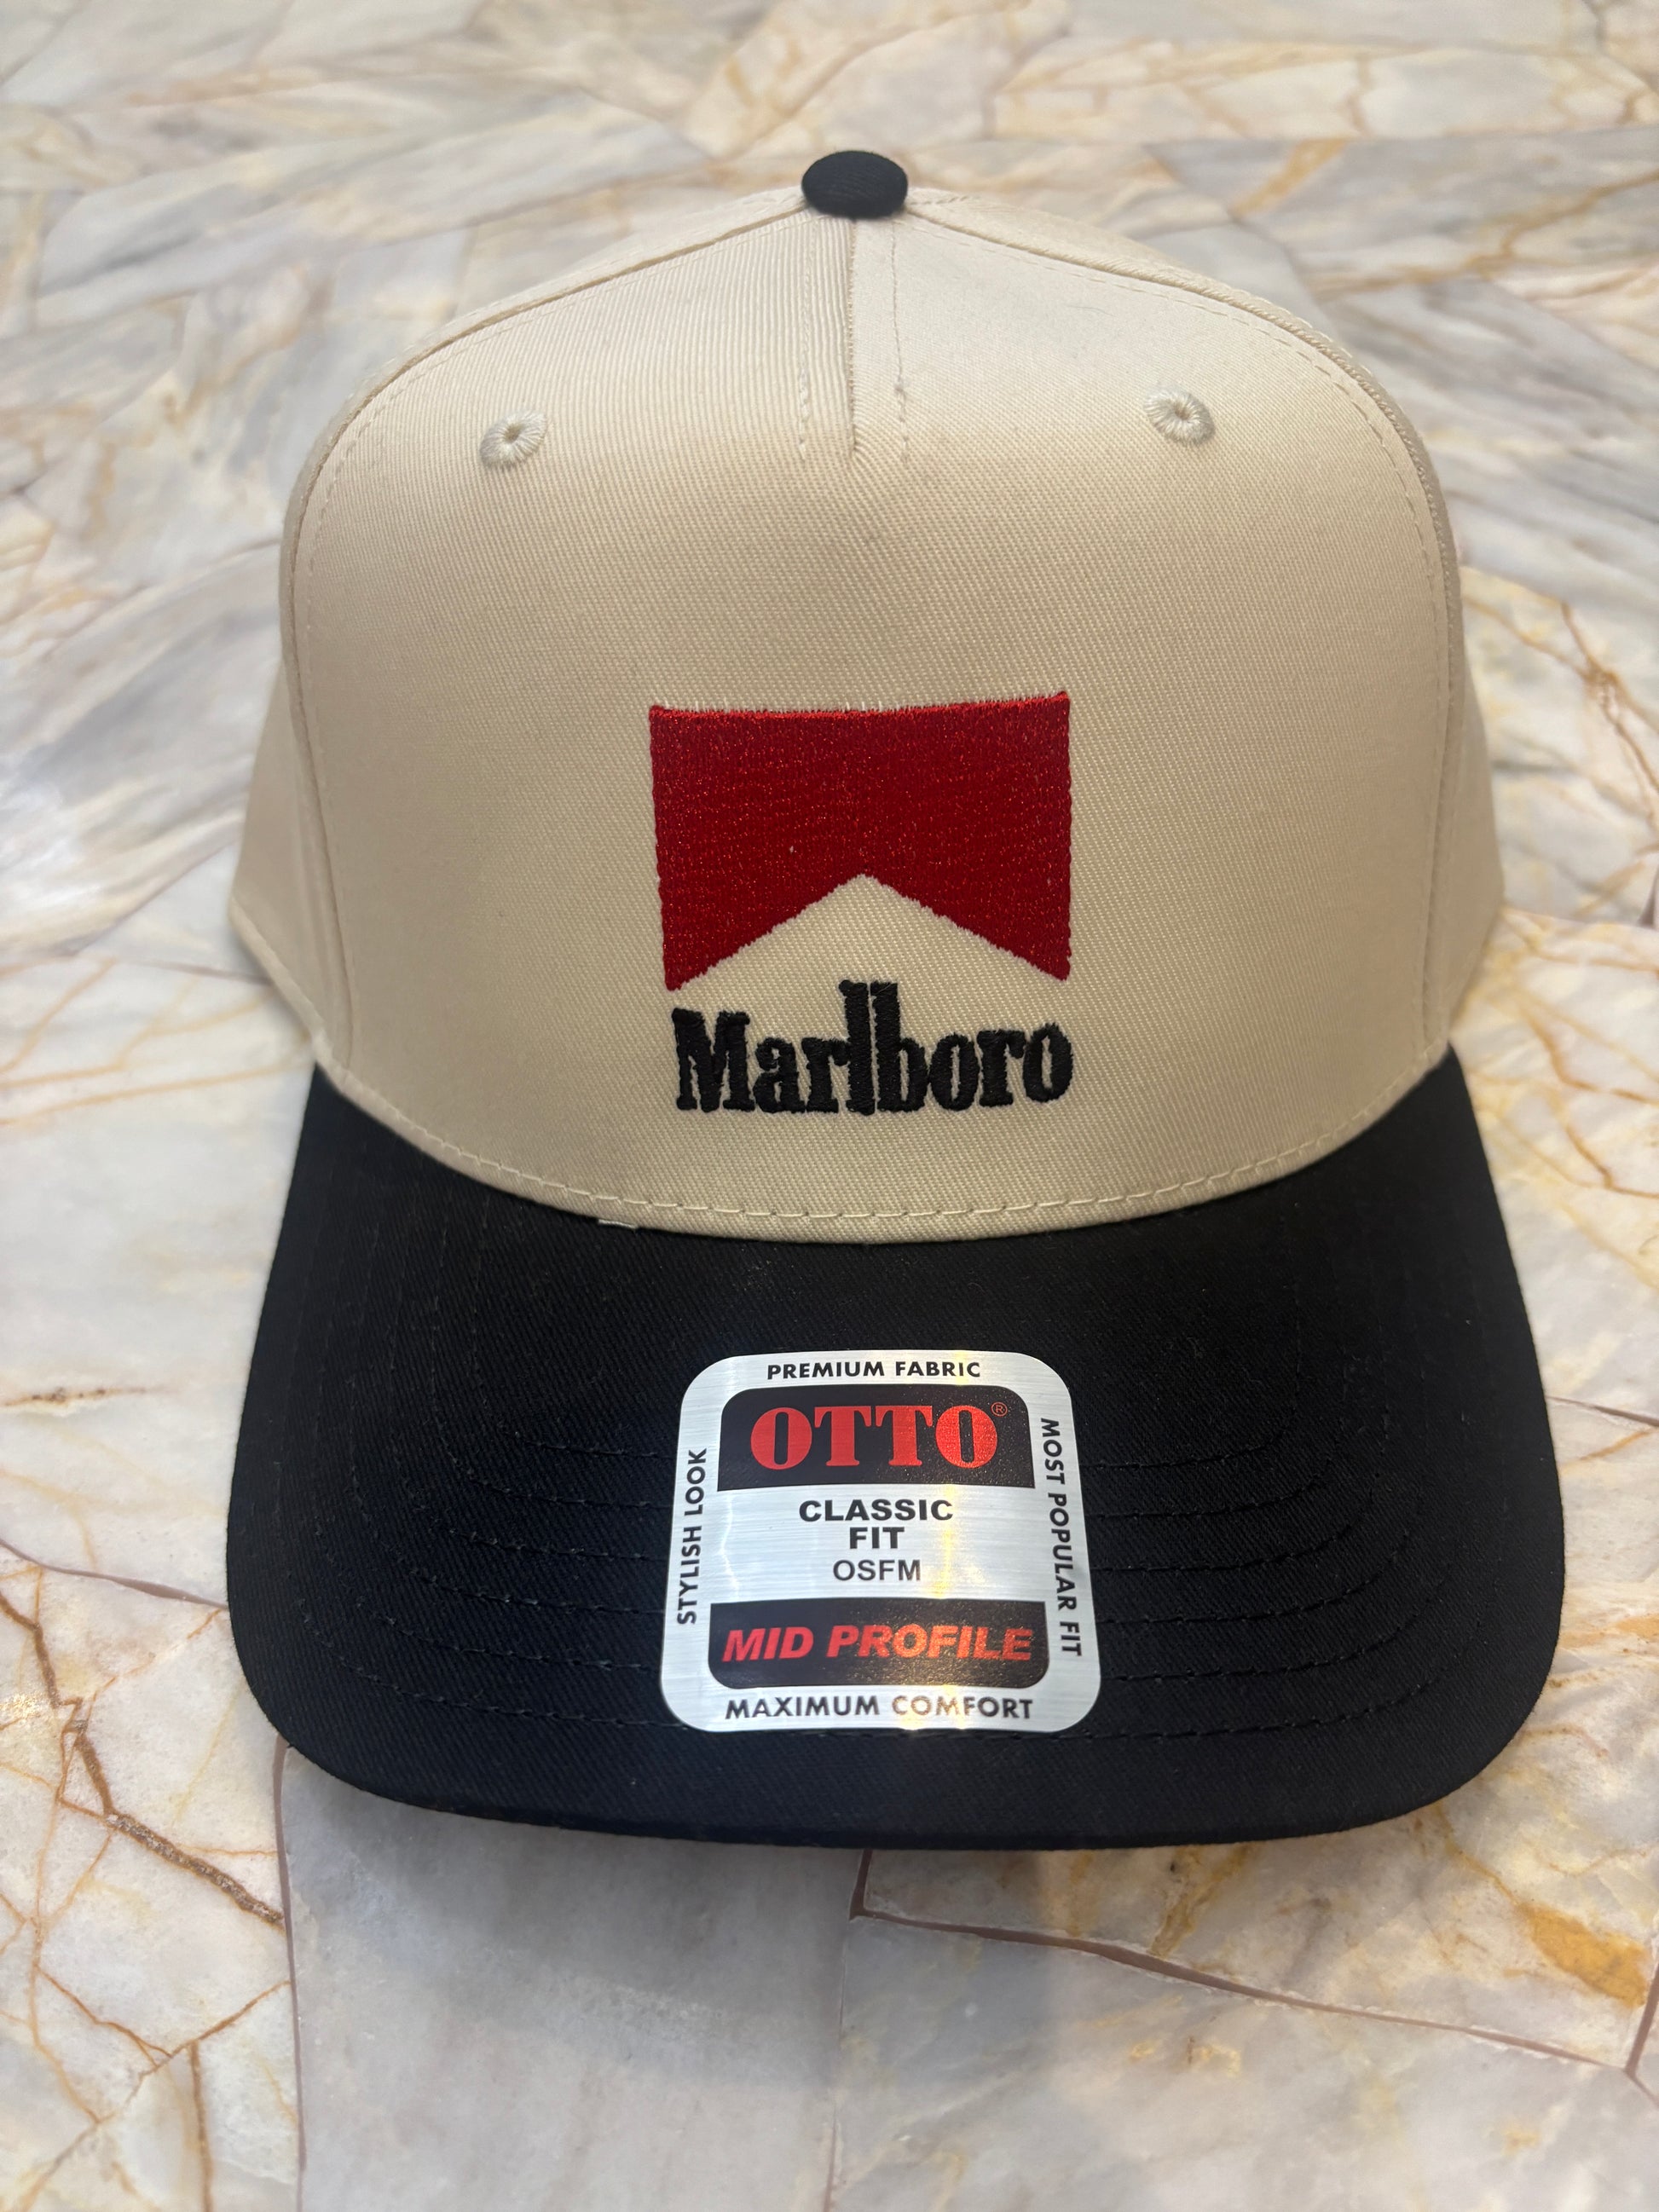 Marlboro
PREMIUM FABRIC
OTTO®
CLASSIC
FIT
OSFM
MID PROFILE
MAXIMUM COMFORT
STYLISH LOOK
MOST POPULAR FIT